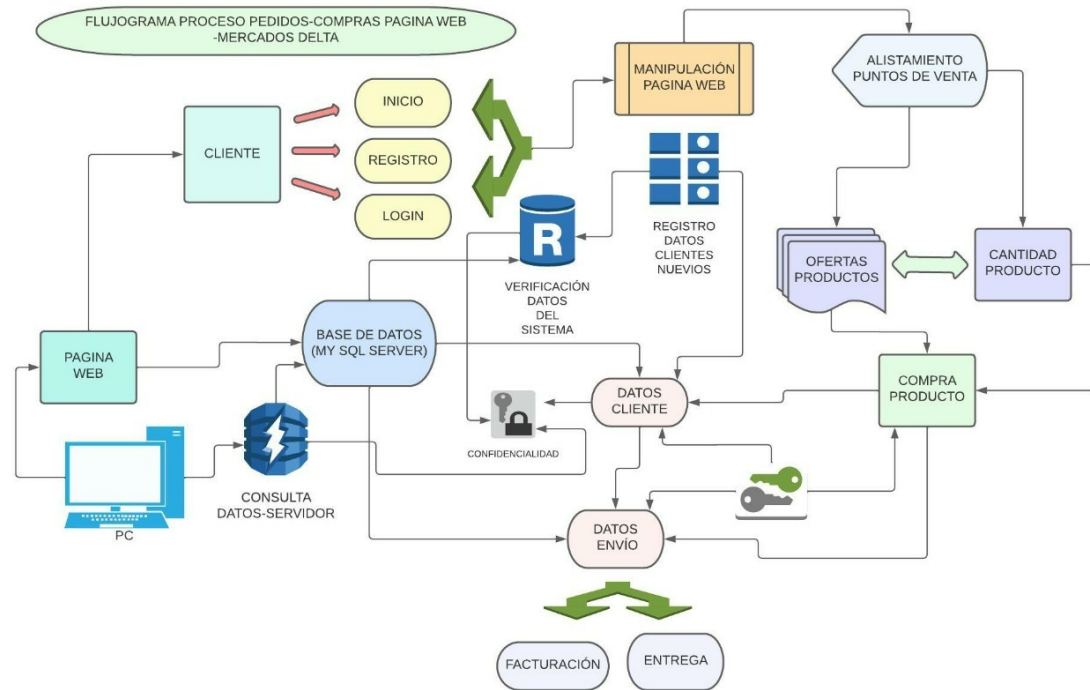 FLUJOGRAMA PROCESO PEDIDOS-COMPRAS PAGINA WEB
-MERCADOS DELTA
MANIPULACIÓN
PAGINA WEB
ALISTAMIENTO
PUNTOS DE VENTA
CLIENTE
INICIO
REGISTRO
LOGIN
REGISTRO
DATOS
CLIENTES
NUEVOS
R
VERIFICACIÓN
DATOS
DEL
SISTEMA
OFERTAS
PRODUCTOS
CANTIDAD
PRODUCTO
PAGINA
WEB
BASE DE DATOS
(MY SQL SERVER)
DATOS
CLIENTE
COMPRA
PRODUCTO
CONFIDENCIALIDAD
PC
CONSULTA
DATOS-SERVIDOR
DATOS
ENVÍO
FACTURACIÓN
ENTREGA